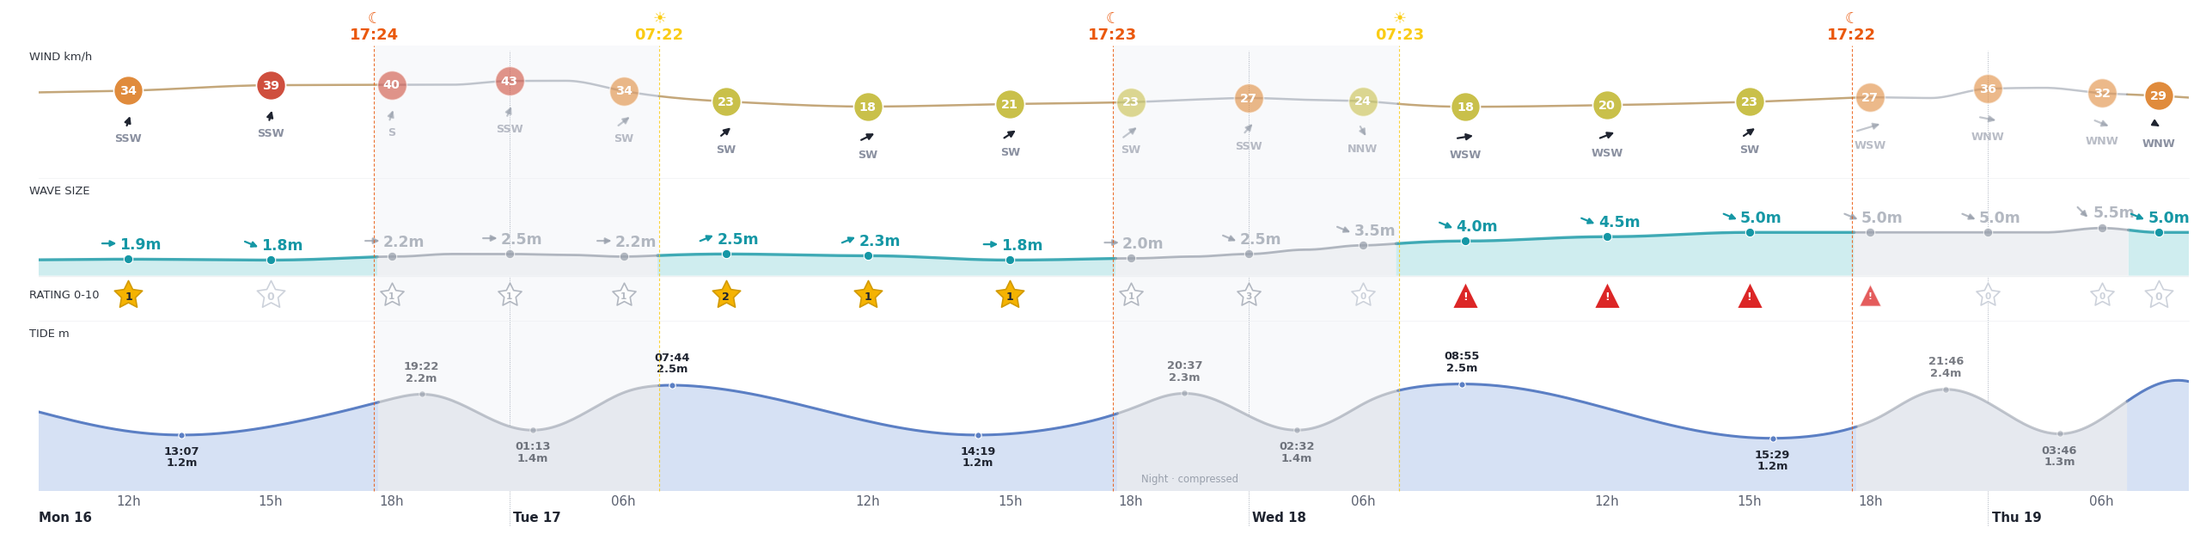 17:24 07:22 17:23 07:23 17:22
WIND km/h
34 39 40 43 34 23 18 21 23 27 24 18 20 23 27 36 32 29
SSW SSW S SSW SW SW SW SW SW SSW NNW WSW WSW SW WSW WNW WNW WNW
WAVE SIZE
1.9m 1.8m 2.2m 2.5m 2.2m 2.5m 2.3m 1.8m 2.0m 2.5m 3.5m 4.0m 4.5m 5.0m 5.0m 5.0m 5.5m 5.0m
RATING 0-10 1 0 1 1 1 2 1 1 1 3 0 ! ! ! ! 0 0 0
TIDE m
13:07
1.2m
19:22
2.2m
01:13
1.4m
07:44
2.5m
14:19
1.2m
20:37
2.3m
02:32
1.4m
08:55
2.5m
15:29
1.2m
21:46
2.4m
03:46
1.3m
Night · compressed
12h 15h 18h 06h 12h 15h 18h 06h 12h 15h 18h 06h
Mon 16 Tue 17 Wed 18 Thu 19